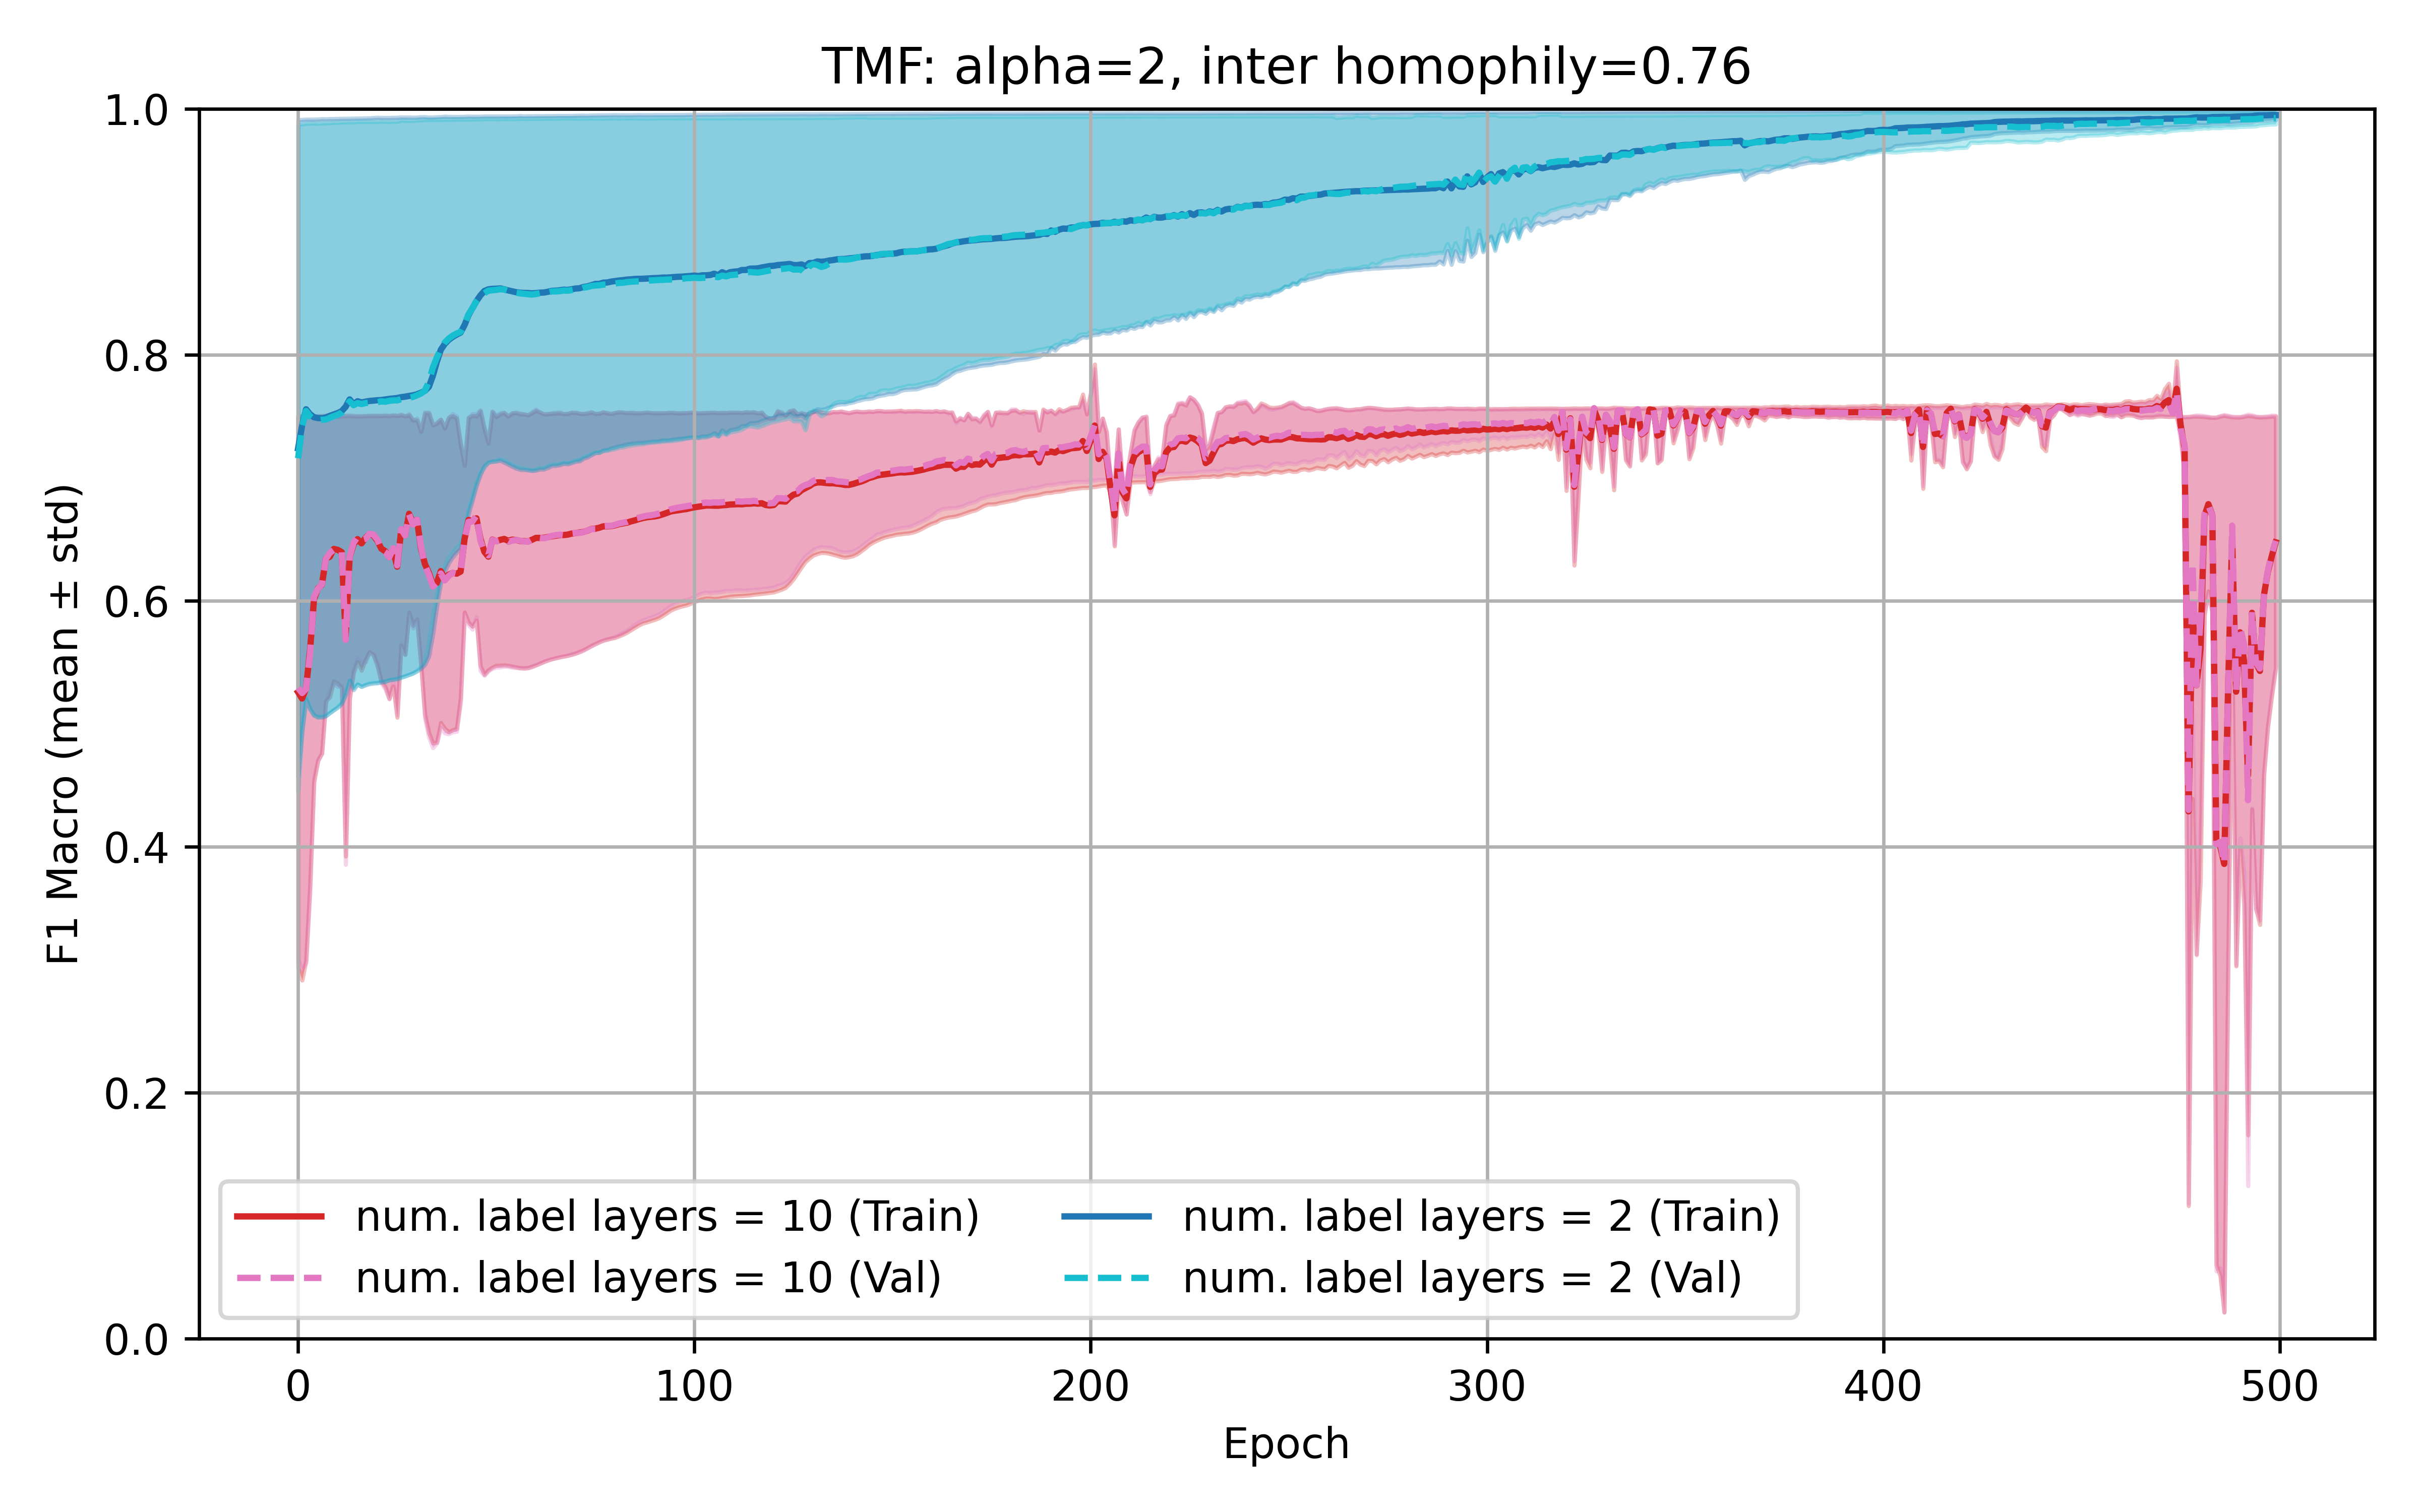 TMF: alpha=2, inter homophily=0.76
1.0
0.8
0.6
0.4
0.2
0.0
F1 Macro (mean ± std)
num. label layers = 10 (Train)
num. label layers = 10 (Val)
num. label layers = 2 (Train)
num. label layers = 2 (Val)
0 100 200 300 400 500
Epoch